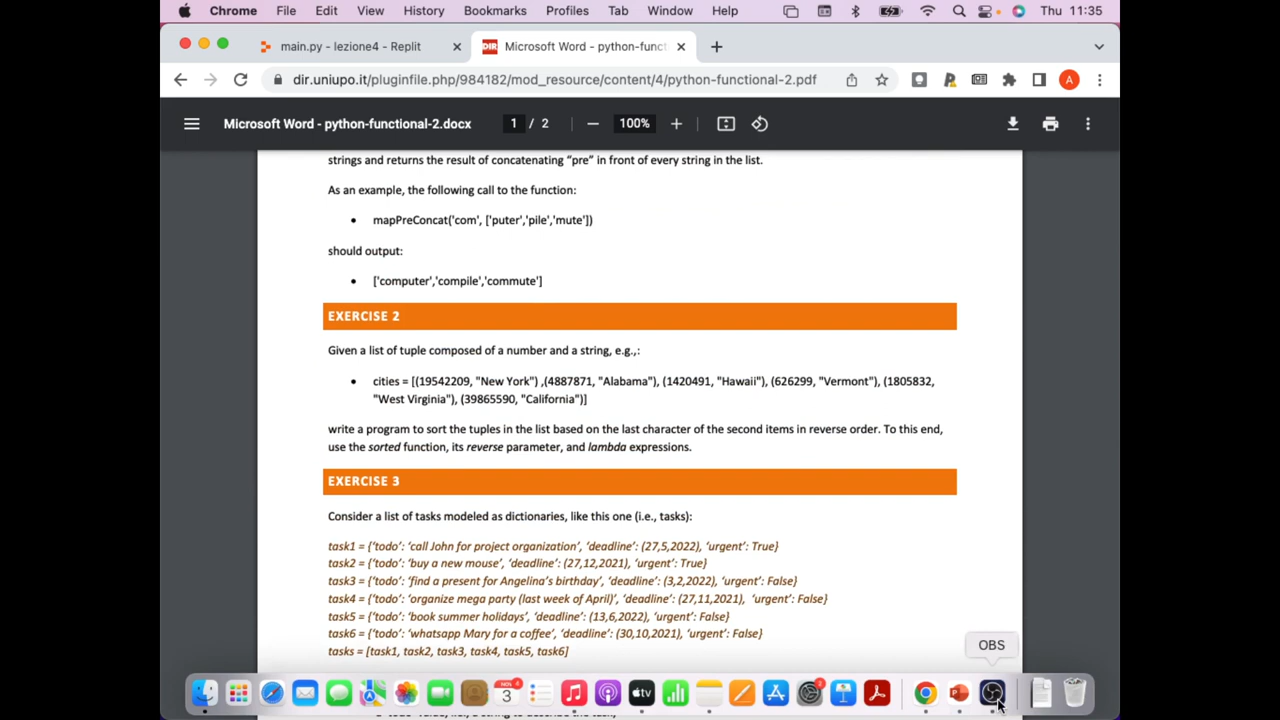 Chrome File Edit View History Bookmarks Profiles Tab Window Help Thu 11:35
main.py - lezione4 - Replit
DIR Microsoft Word - python-funct
dir.uniupo.it/pluginfile.php/984182/mod_resource/content/4/python-functional-2.pdf A
Microsoft Word - python-functional-2.docx 1 / 2 100%
strings and returns the result of concatenating “pre” in front of every string in the list.
As an example, the following call to the function:
• mapPreConcat('com', ['puter','pile','mute'])
should output:
• ['computer','compile','commute']
EXERCISE 2
Given a list of tuple composed of a number and a string, e.g.,:
• cities = [(19542209, "New York") ,(4887871, "Alabama"), (1420491, "Hawaii"), (626299, "Vermont"), (1805832,
"West Virginia"), (39865590, "California")]
write a program to sort the tuples in the list based on the last character of the second items in reverse order. To this end,
use the sorted function, its reverse parameter, and lambda expressions.
EXERCISE 3
Consider a list of tasks modeled as dictionaries, like this one (i.e., tasks):
task1 = {‘todo’: ‘call John for project organization’, ‘deadline’: (27,5,2022), ‘urgent’: True}
task2 = {‘todo’: ‘buy a new mouse’, ‘deadline’: (27,12,2021), ‘urgent’: True}
task3 = {‘todo’: ‘find a present for Angelina’s birthday’, ‘deadline’: (3,2,2022), ‘urgent’: False}
task4 = {‘todo’: ‘organize mega party (last week of April)’, ‘deadline’: (27,11,2021), ‘urgent’: False}
task5 = {‘todo’: ‘book summer holidays’, ‘deadline’: (13,6,2022), ‘urgent’: False}
task6 = {‘todo’: ‘whatsapp Mary for a coffee’, ‘deadline’: (30,10,2021), ‘urgent’: False}
tasks = [task1, task2, task3, task4, task5, task6]
OBS
NOV
3
tv